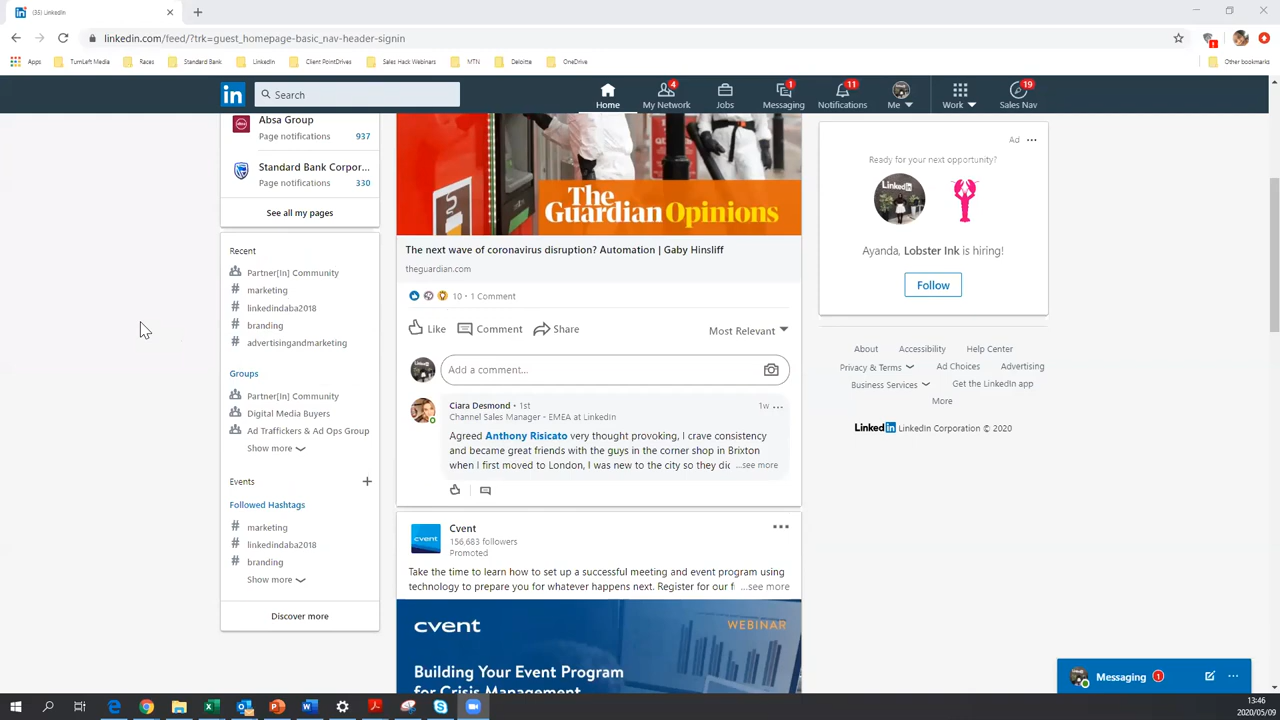 (35) LinkedIn
linkedin.com/feed/?trk=guest_homepage-basic_nav-header-signin
Apps TurnLeft Media Races Standard Bank LinkedIn Client PointDrives Sales Hack Webinars MTN Deloitte OneDrive Other bookmarks
in Search
Home
4 My Network
Jobs
1 Messaging
11 Notifications
Me
Work
19 Sales Nav
Absa Group
Page notifications 937
Standard Bank Corpor...
Page notifications 330
See all my pages
Recent
Partner[In] Community
# marketing
# linkedindaba2018
# branding
# advertisingandmarketing
Groups
Partner[In] Community
Digital Media Buyers
Ad Traffickers & Ad Ops Group
Show more
Events +
Followed Hashtags
# marketing
# linkedindaba2018
# branding
Show more
Discover more
The
Guardian Opinions
The next wave of coronavirus disruption? Automation | Gaby Hinsliff
theguardian.com
10 • 1 Comment
Like Comment Share Most Relevant
Add a comment...
Ciara Desmond • 1st 1w ...
Channel Sales Manager - EMEA at LinkedIn
Agreed Anthony Risicato very thought provoking, I crave consistency
and became great friends with the guys in the corner shop in Brixton
when I first moved to London, I was new to the city so they dic ...see more
Cvent
cvent
156,683 followers
Promoted
Take the time to learn how to set up a successful meeting and event program using
technology to prepare you for whatever happens next. Register for our f ...see more
cvent WEBINAR
Building Your Event Program
for Crisis Management
Ad ...
Ready for your next opportunity?
LinkedIn
Ayanda, Lobster Ink is hiring!
Follow
About Accessibility Help Center
Privacy & Terms Ad Choices Advertising
Business Services Get the LinkedIn app
More
LinkedIn LinkedIn Corporation © 2020
Messaging 1
13:46
2020/05/09